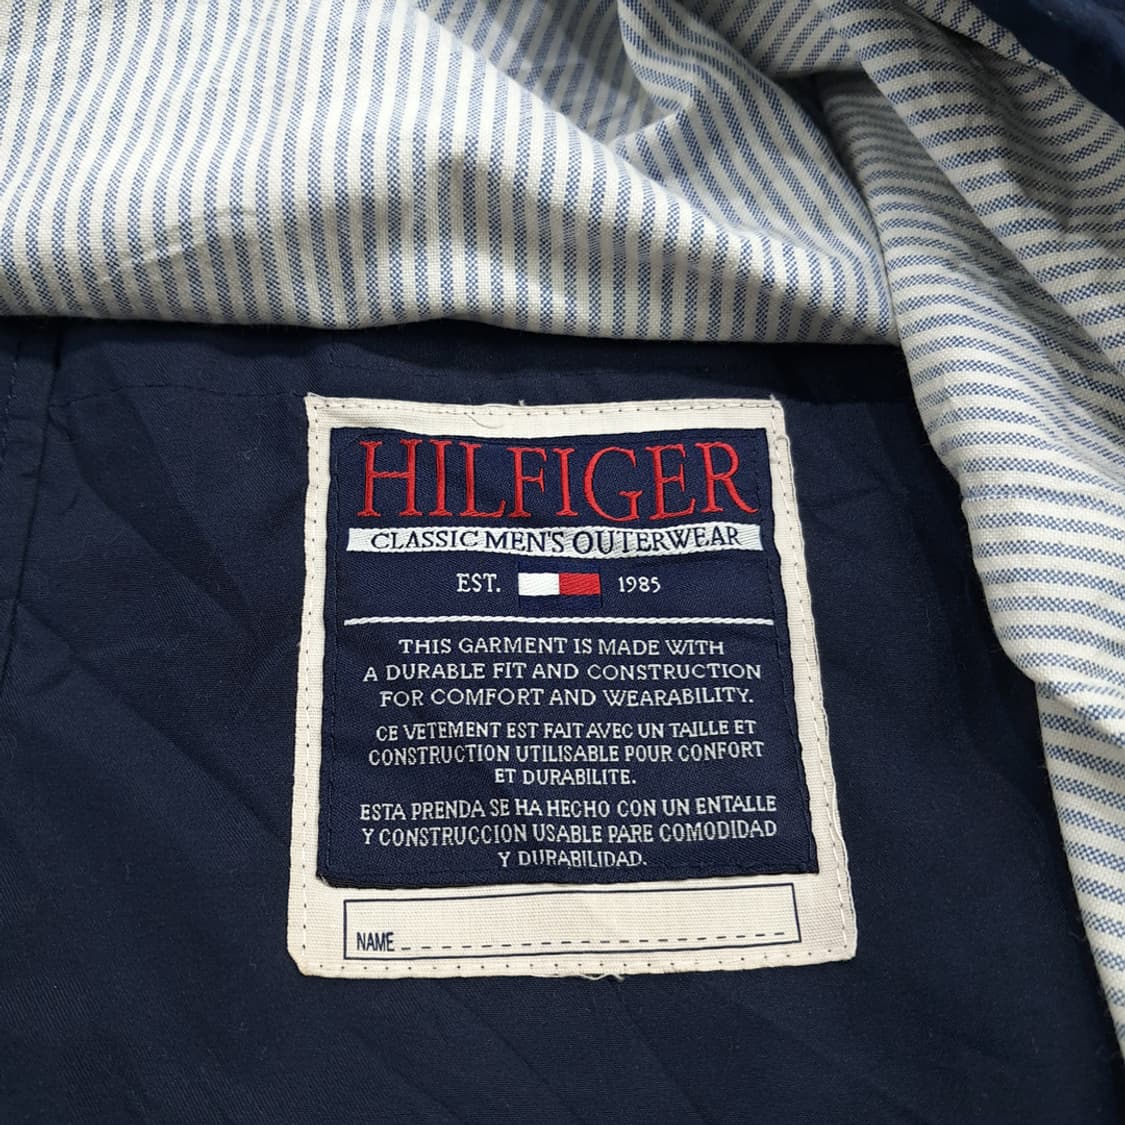 HILFIGER
CLASSIC MEN'S OUTERWEAR
EST. 1985
THIS GARMENT IS MADE WITH
A DURABLE FIT AND CONSTRUCTION
FOR COMFORT AND WEARABILITY.
CE VETEMENT EST FAIT AVEC UN TAILLE ET
CONSTRUCTION UTILISABLE POUR CONFORT
ET DURABILITE.
ESTA PRENDA SE HA HECHO CON UN ENTALLE
Y CONSTRUCCION USABLE PARE COMODIDAD
Y DURABILIDAD.
NAME